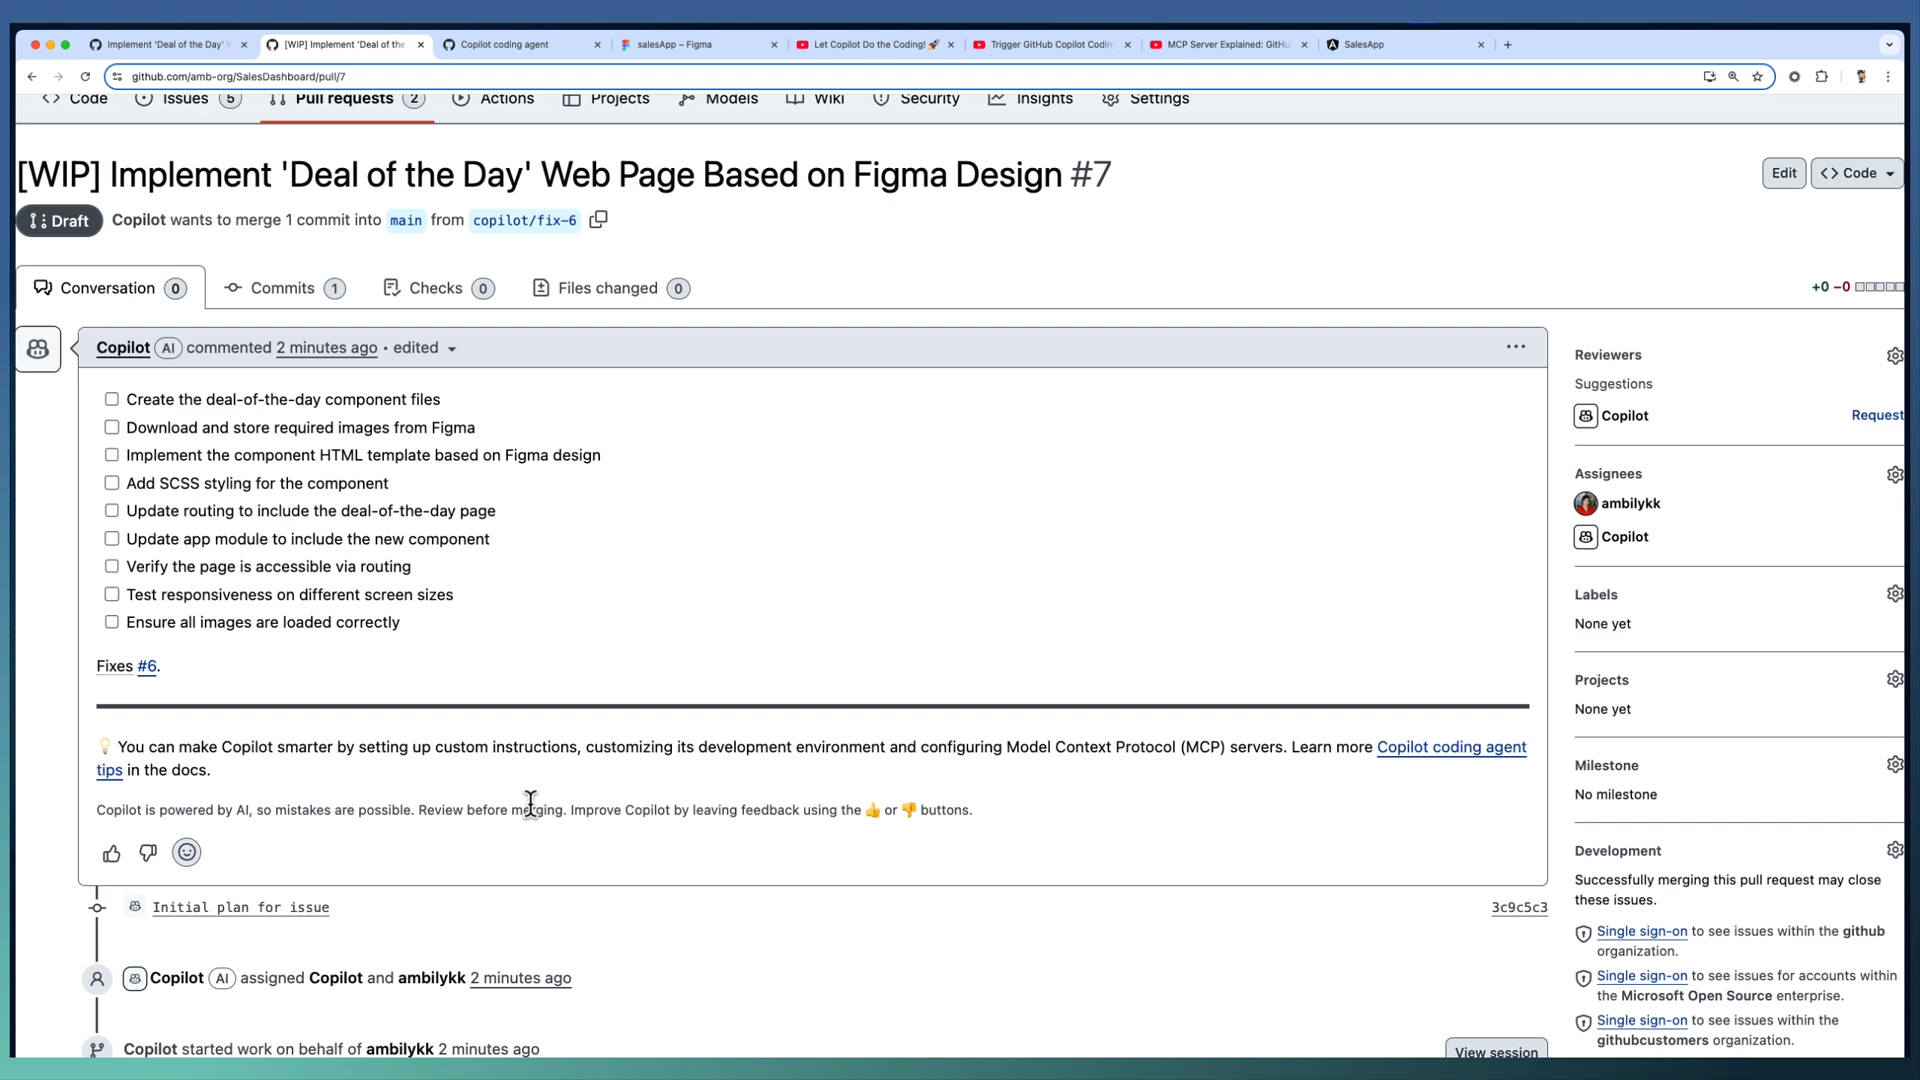 Implement 'Deal of the Day'
[WIP] Implement 'Deal of the
Copilot coding agent
salesApp – Figma
Let Copilot Do the Coding! 🚀
Trigger GitHub Copilot Codin
MCP Server Explained: GitHu
SalesApp
github.com/amb-org/SalesDashboard/pull/7
Code
Issues 5
Pull requests 2
Actions
Projects
Models
Wiki
Security
Insights
Settings
[WIP] Implement 'Deal of the Day' Web Page Based on Figma Design #7
Edit
<> Code
Draft
Copilot wants to merge 1 commit into main from copilot/fix-6
Conversation 0
Commits 1
Checks 0
Files changed 0
+0 −0
Copilot AI commented 2 minutes ago • edited
Create the deal-of-the-day component files
Download and store required images from Figma
Implement the component HTML template based on Figma design
Add SCSS styling for the component
Update routing to include the deal-of-the-day page
Update app module to include the new component
Verify the page is accessible via routing
Test responsiveness on different screen sizes
Ensure all images are loaded correctly
Fixes #6.
💡 You can make Copilot smarter by setting up custom instructions, customizing its development environment and configuring Model Context Protocol (MCP) servers. Learn more Copilot coding agent
tips in the docs.
Copilot is powered by AI, so mistakes are possible. Review before merging. Improve Copilot by leaving feedback using the 👍 or 👎 buttons.
Initial plan for issue
3c9c5c3
Copilot AI assigned Copilot and ambilykk 2 minutes ago
Copilot started work on behalf of ambilykk 2 minutes ago
View session
Reviewers
Suggestions
Copilot
Request
Assignees
ambilykk
Copilot
Labels
None yet
Projects
None yet
Milestone
No milestone
Development
Successfully merging this pull request may close
these issues.
Single sign-on to see issues within the github
organization.
Single sign-on to see issues for accounts within
the Microsoft Open Source enterprise.
Single sign-on to see issues within the
githubcustomers organization.